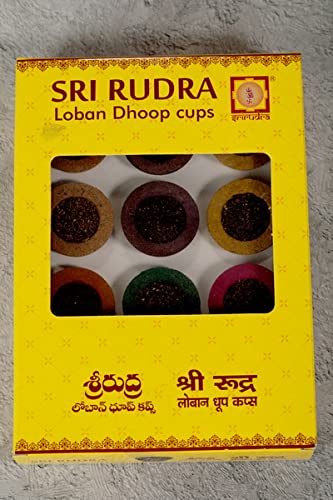 SRI RUDRA
Loban Dhoop cups
®
srirudra
శ్రీరుద్ర
లోబాన్ ధూప్ కప్స్
श्री रूद्र
लोबान धूप कप्स